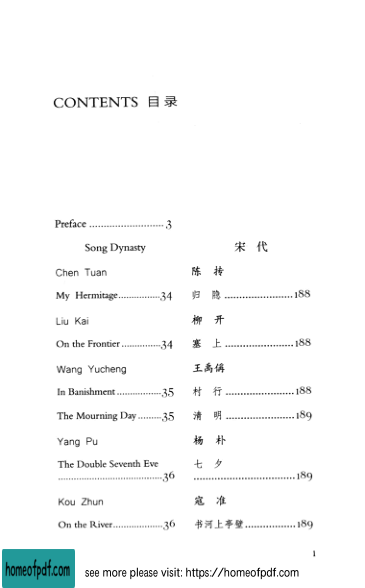 CONTENTS 目录
Preface .......................... 3
Song Dynasty 宋 代
Chen Tuan 陈 抟
My Hermitage................34 归 隐 ........................188
Liu Kai 柳 开
On the Frontier ..............34 塞 上 ........................188
Wang Yucheng 王禹偁
In Banishment ................35 村 行 ........................188
The Mourning Day .........35 清 明 ........................189
Yang Pu 杨 朴
The Double Seventh Eve 七 夕
....................................36 ....................................189
Kou Zhun 寇 准
On the River..................36 书河上亭壁 ..................189
1
homeofpdf.com
see more please visit: https://homeofpdf.com